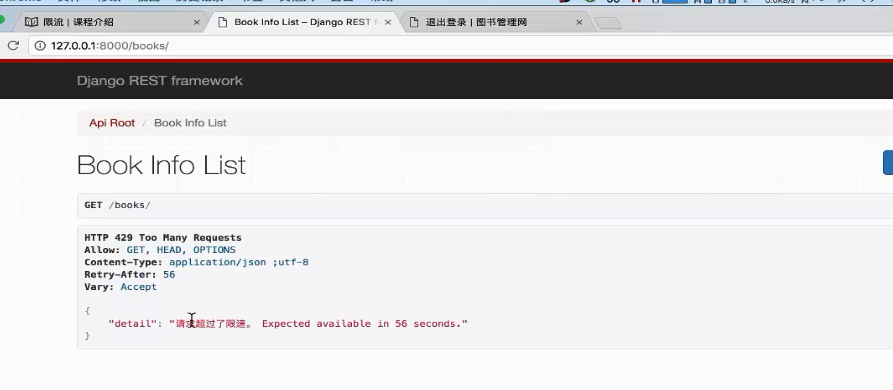 限流 | 课程介绍
Book Info List – Django REST f
退出登录 | 图书管理网
127.0.0.1:8000/books/
Django REST framework
Api Root / Book Info List
Book Info List
GET /books/
HTTP 429 Too Many Requests
Allow: GET, HEAD, OPTIONS
Content-Type: application/json ;utf-8
Retry-After: 56
Vary: Accept
{
"detail": "请求超过了限速。 Expected available in 56 seconds."
}